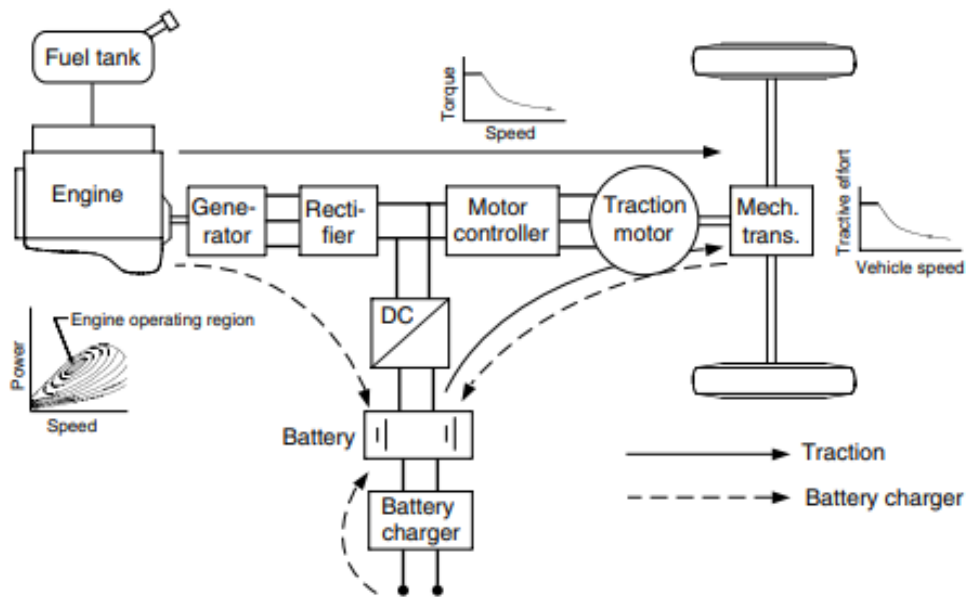 Fuel tank
Torque
Speed
Engine
Gene-
rator
Recti-
fier
Motor
controller
Traction
motor
Mech.
trans.
Tractive effort
Vehicle speed
DC
Engine operating region
Power
Speed
Battery
Battery
charger
Traction
Battery charger